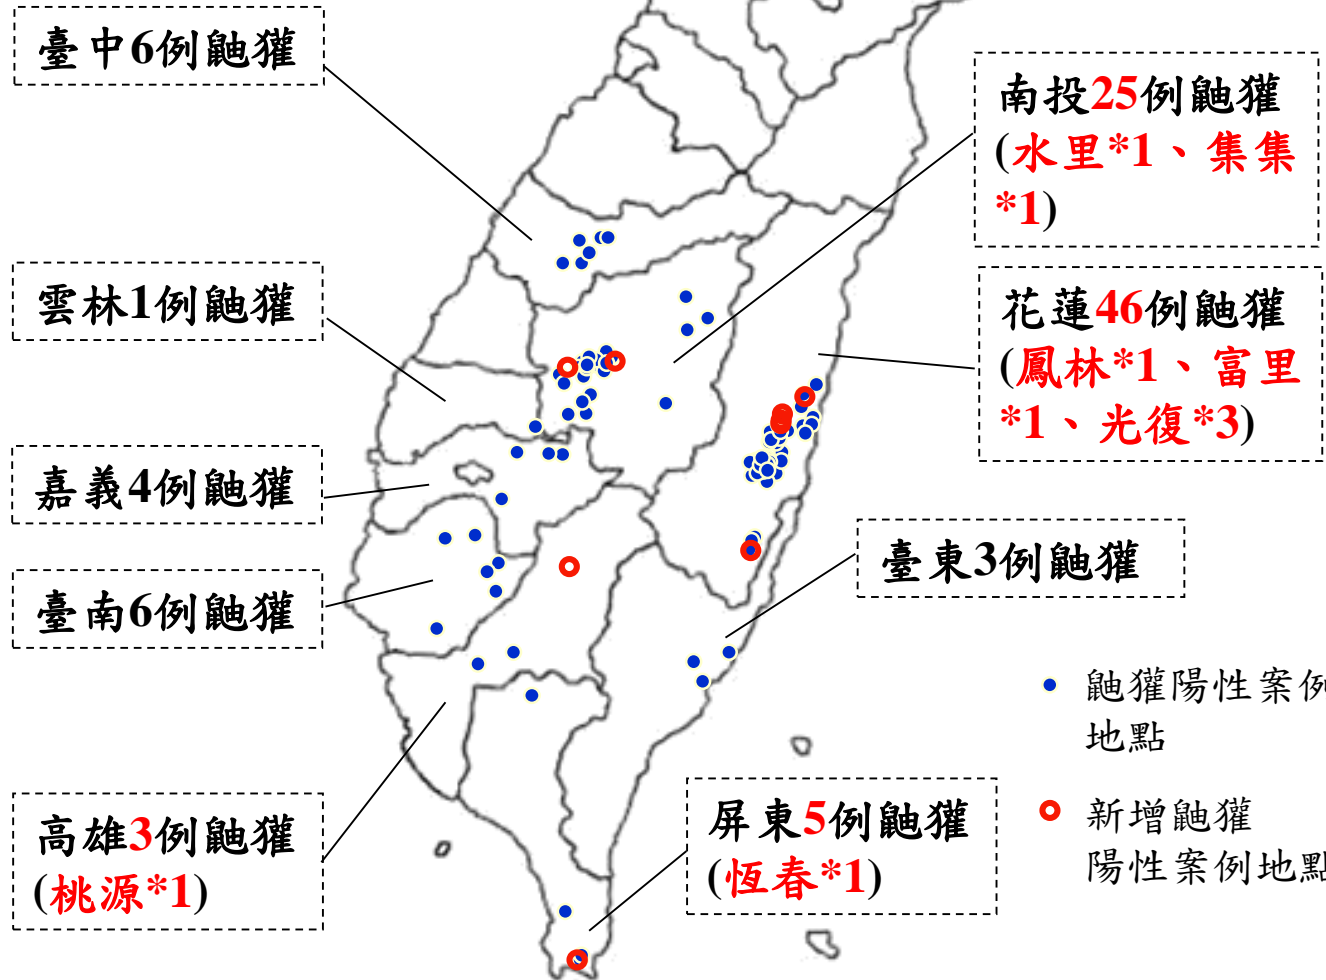 臺中6例鼬獾
南投25例鼬獾
(水里*1、集集
*1)
雲林1例鼬獾
花蓮46例鼬獾
(鳳林*1、富里
*1、光復*3)
嘉義4例鼬獾
臺東3例鼬獾
臺南6例鼬獾
鼬獾陽性案例
地點
高雄3例鼬獾
(桃源*1)
屏東5例鼬獾
(恆春*1)
新增鼬獾
陽性案例地點